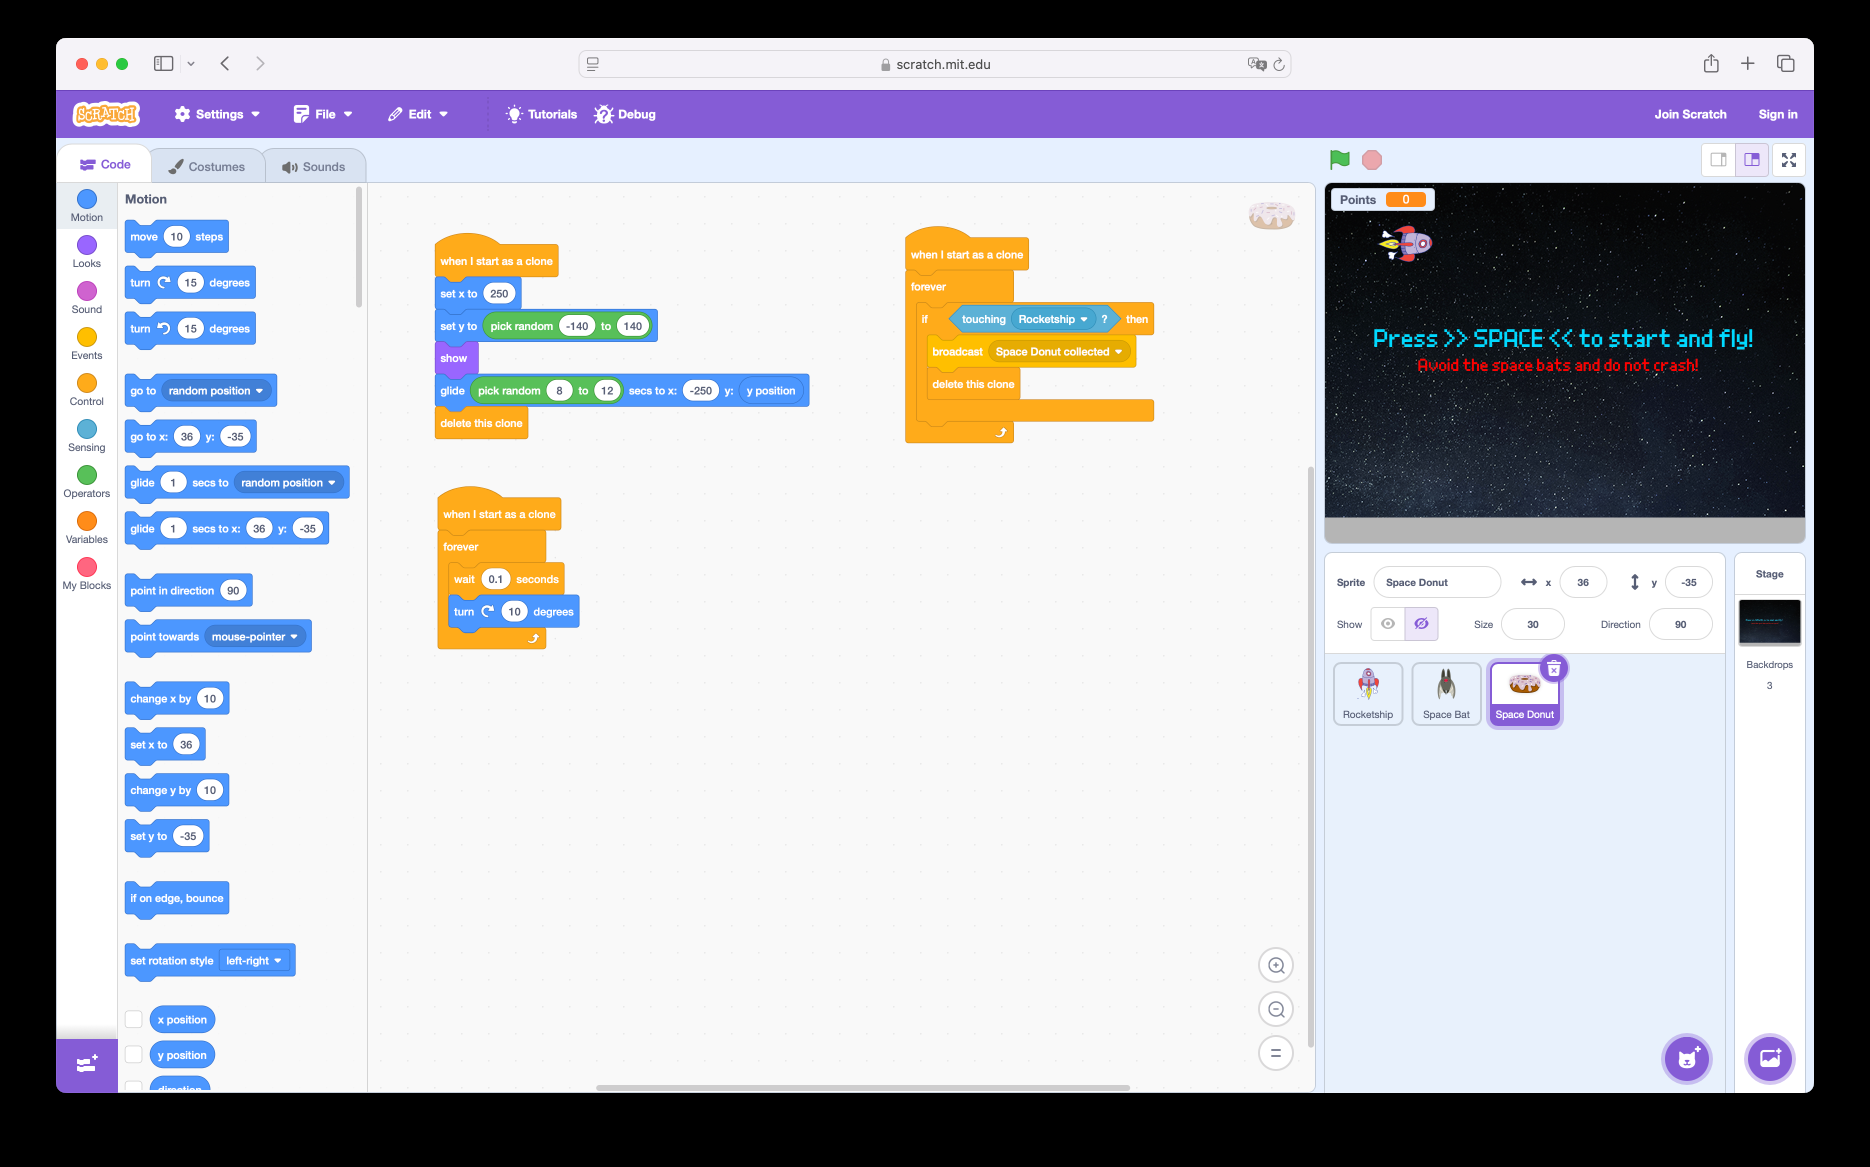 scratch.mit.edu
SCRATCH
Settings
File
Edit
Tutorials
Debug
Join Scratch
Sign in
Code
Costumes
Sounds
Motion
Looks
Sound
Events
Control
Sensing
Operators
Variables
My Blocks
Motion
move 10 steps
turn 15 degrees
turn 15 degrees
go to random position
go to x: 36 y: -35
glide 1 secs to random position
glide 1 secs to x: 36 y: -35
point in direction 90
point towards mouse-pointer
change x by 10
set x to 36
change y by 10
set y to -35
if on edge, bounce
set rotation style left-right
x position
y position
direction
when I start as a clone
set x to 250
set y to pick random -140 to 140
show
glide pick random 8 to 12 secs to x: -250 y: y position
delete this clone
when I start as a clone
forever
wait 0.1 seconds
turn 10 degrees
when I start as a clone
forever
if touching Rocketship ? then
broadcast Space Donut collected
delete this clone
Points 0
Press >> SPACE << to start and fly!
Avoid the space bats and do not crash!
Sprite Space Donut x 36 y -35
Show Size 30 Direction 90
Rocketship
Space Bat
Space Donut
Stage
Backdrops
3